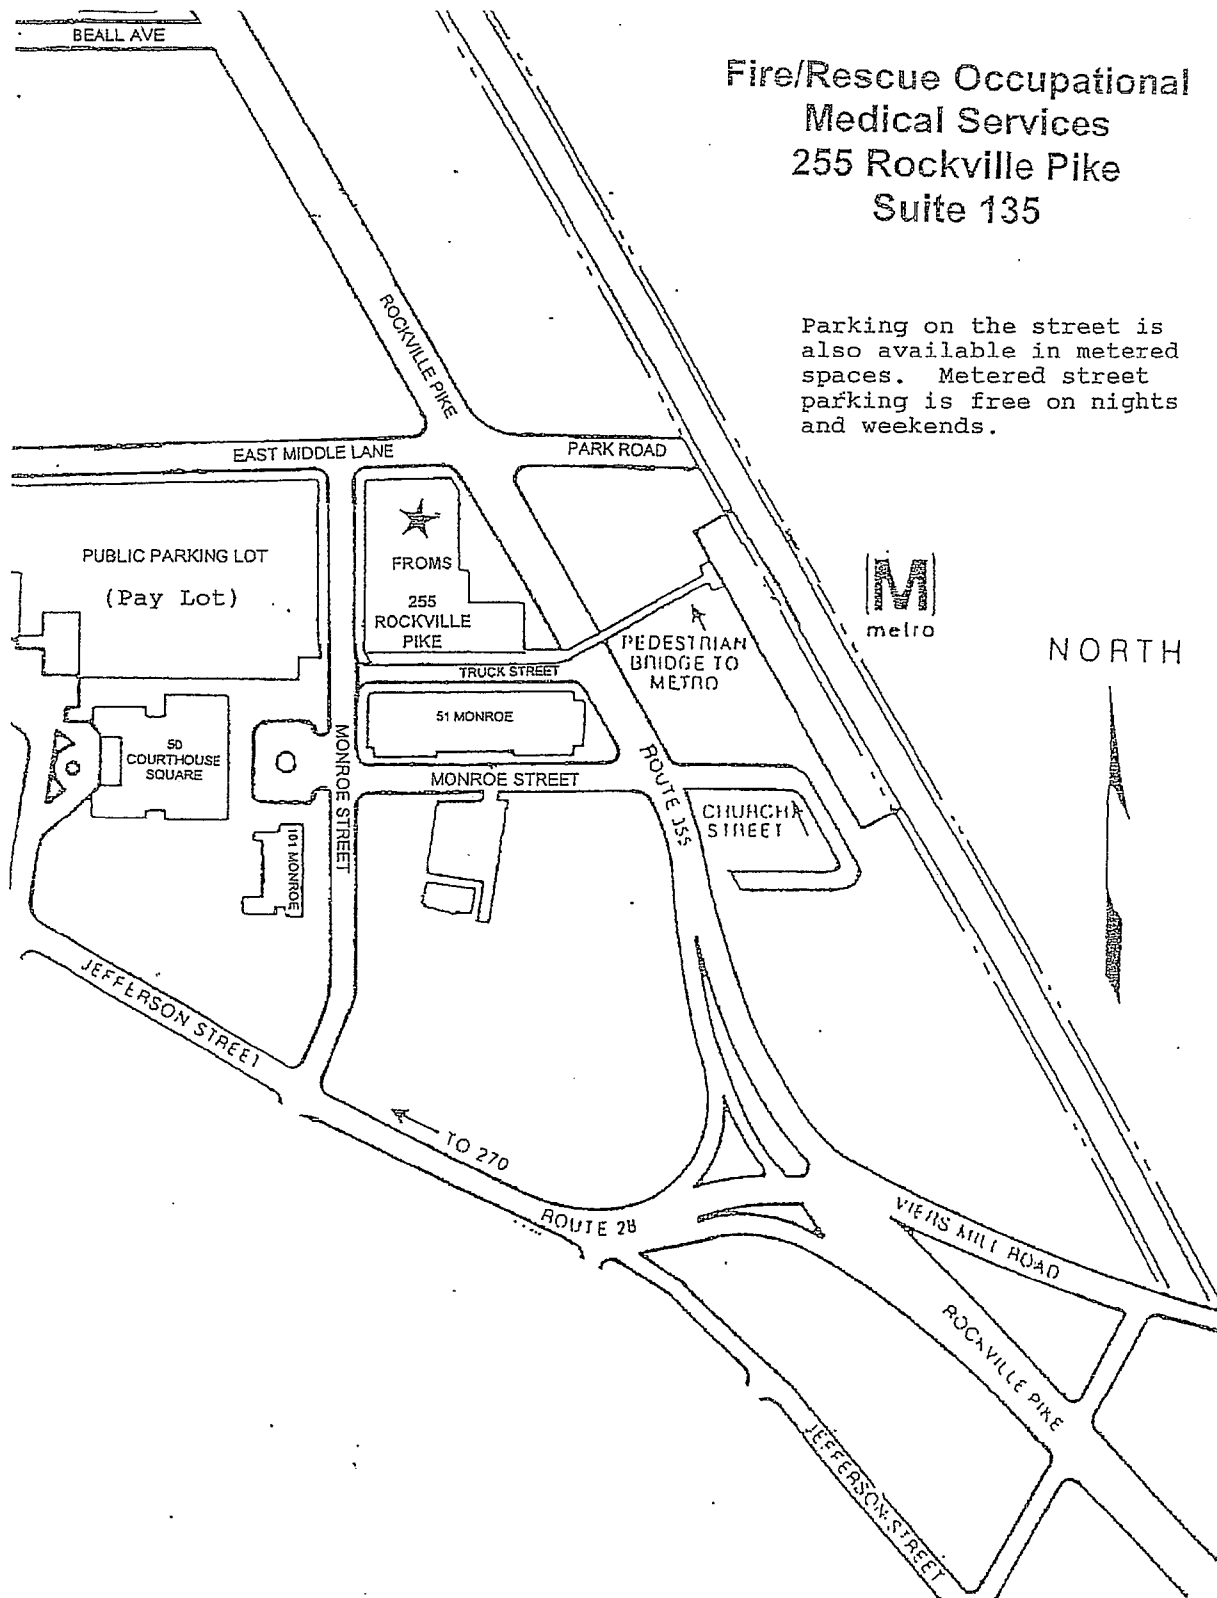 BEALL AVE
Fire/Rescue Occupational
Medical Services
255 Rockville Pike
Suite 135
ROCKVILLE PIKE
Parking on the street is
also available in metered
spaces.  Metered street
parking is free on nights
and weekends.
EAST MIDDLE LANE
PARK ROAD
PUBLIC PARKING LOT
(Pay Lot)
FROMS
255
ROCKVILLE
PIKE
M
metro
PEDESTRIAN
BRIDGE TO
METRO
NORTH
TRUCK STREET
51 MONROE
50
COURTHOUSE
SQUARE
MONROE STREET
MONROE STREET
ROUTE 355
CHURCH
STREET
101 MONROE
JEFFERSON STREET
TO 270
ROUTE 28
VIERS MILL ROAD
ROCKVILLE PIKE
JEFFERSON STREET